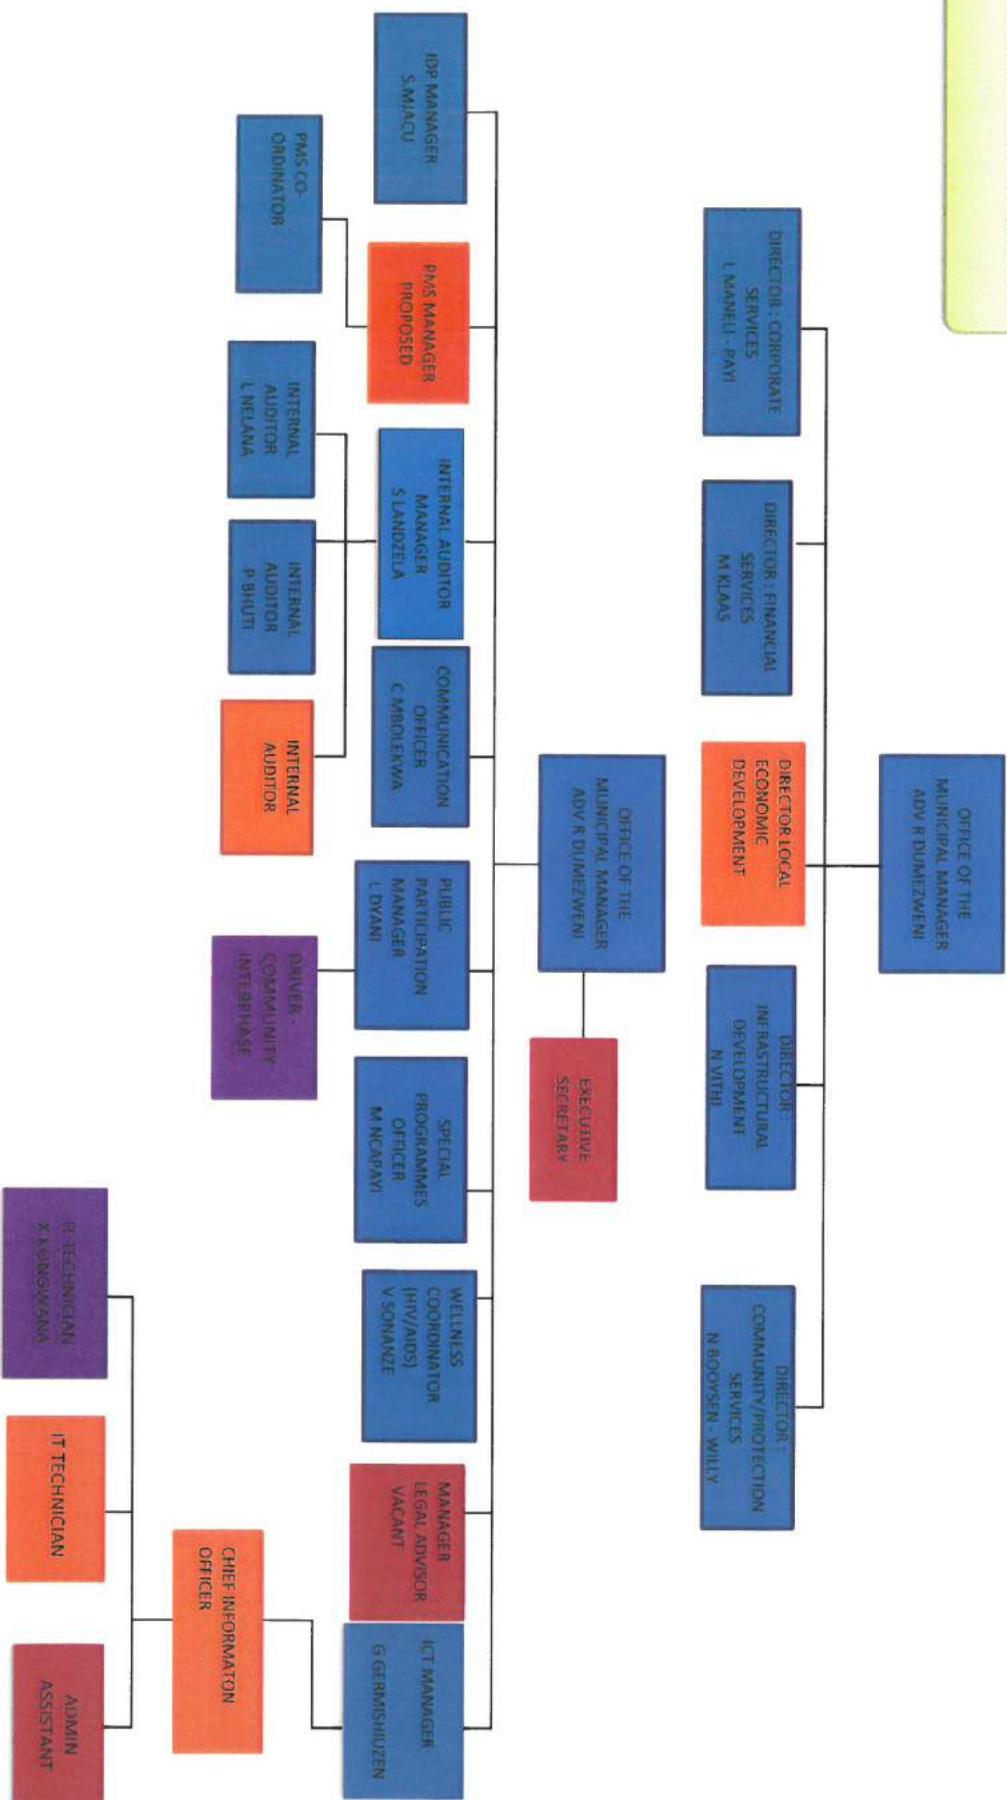 OFFICE OF THE
MUNICIPAL MANAGER
ADV R DUMEZWENI
DIRECTOR : CORPORATE
SERVICES
L MANELI - PAYI
DIRECTOR : FINANCIAL
SERVICES
M KLAAS
DIRECTOR LOCAL
ECONOMIC
DEVELOPMENT
DIRECTOR :
INFRASTRUCTURAL
DEVELOPMENT
N VITHI
DIRECTOR :
COMMUNITY/PROTECTION
SERVICES
N BOOYSEN - WILLY
OFFICE OF THE
MUNICIPAL MANAGER
ADV R DUMEZWENI
EXECUTIVE
SECRETARY
IDP MANAGER
S.MJACU
PMS MANAGER
PROPOSED
INTERNAL AUDITOR
MANAGER
S LANDZELA
COMMUNICATION
OFFICER
C MBOLEKWA
PUBLIC
PARTICIPATION
MANAGER
L DYANI
SPECIAL
PROGRAMMES
OFFICER
M NCAPAYI
WELLNESS
COORDINATOR
(HIV/AIDS)
V SONANZE
MANAGER
LEGAL ADVISOR
VACANT
ICT MANAGER
G GERMISHIUZEN
PMS CO-
ORDINATOR
INTERNAL
AUDITOR
L NELANA
INTERNAL
AUDITOR
P BHUTI
INTERNAL
AUDITOR
DRIVER -
COMMUNITY
INTERPHASE
CHIEF INFORMATON
OFFICER
IT TECHNICIAN
X KONGWANA
IT TECHNICIAN
ADMIN
ASSISTANT